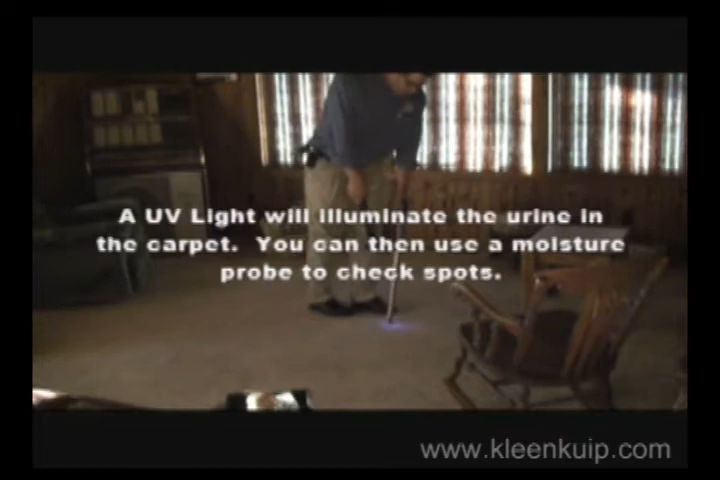 A UV Light will illuminate the urine in
the carpet. You can then use a moisture
probe to check spots.
www.kleenkuip.com